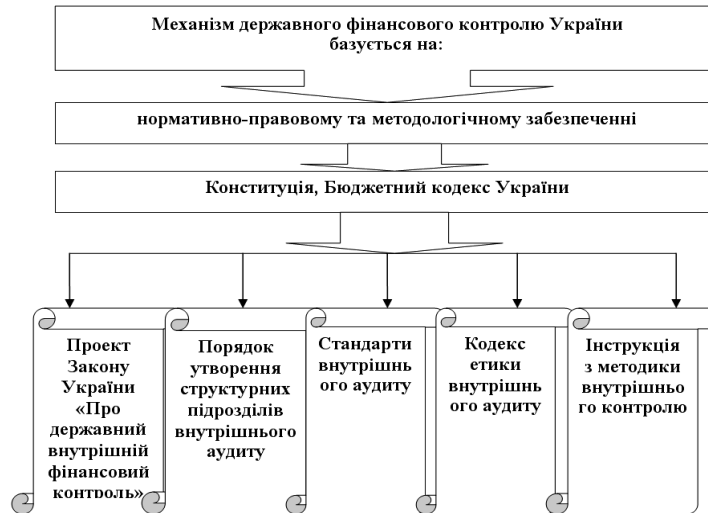 Механізм державного фінансового контролю України
базується на:
нормативно-правовому та методологічному забезпеченні
Конституція, Бюджетний кодекс України
Проект
Закону
України
«Про
державний
внутрішній
фінансовий
контроль»
Порядок
утворення
структурних
підрозділів
внутрішнього
аудиту
Стандарти
внутрішнь
ого аудиту
Кодекс
етики
внутрішнь
ого аудиту
Інструкція
з методики
внутрішньо
го контролю